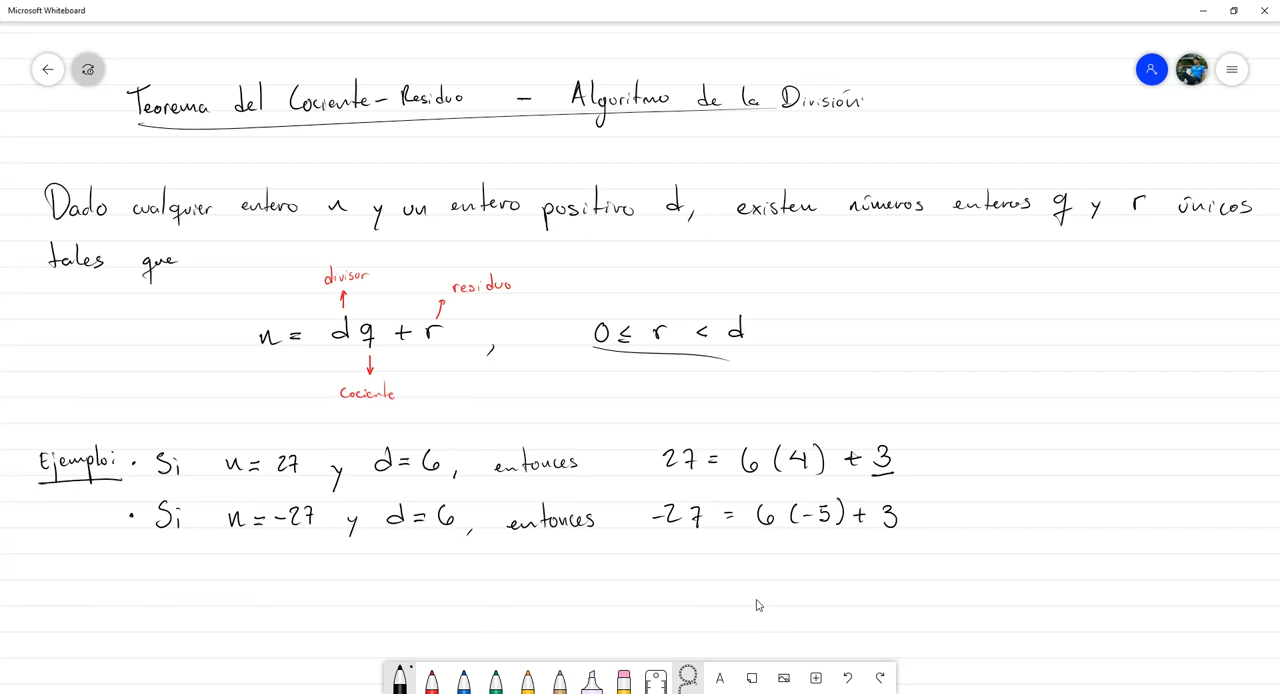 Microsoft Whiteboard
Teorema del Cociente-Residuo - Algoritmo de la División
Dado cualquier entero n y un entero positivo d, existen números enteros q y r únicos
tales que
divisor
residuo
n = dq + r , 0 ≤ r < d
cociente
Ejemplo: • Si n = 27 y d = 6, entonces 27 = 6(4) + 3
• Si n = -27 y d = 6, entonces -27 = 6(-5) + 3
A